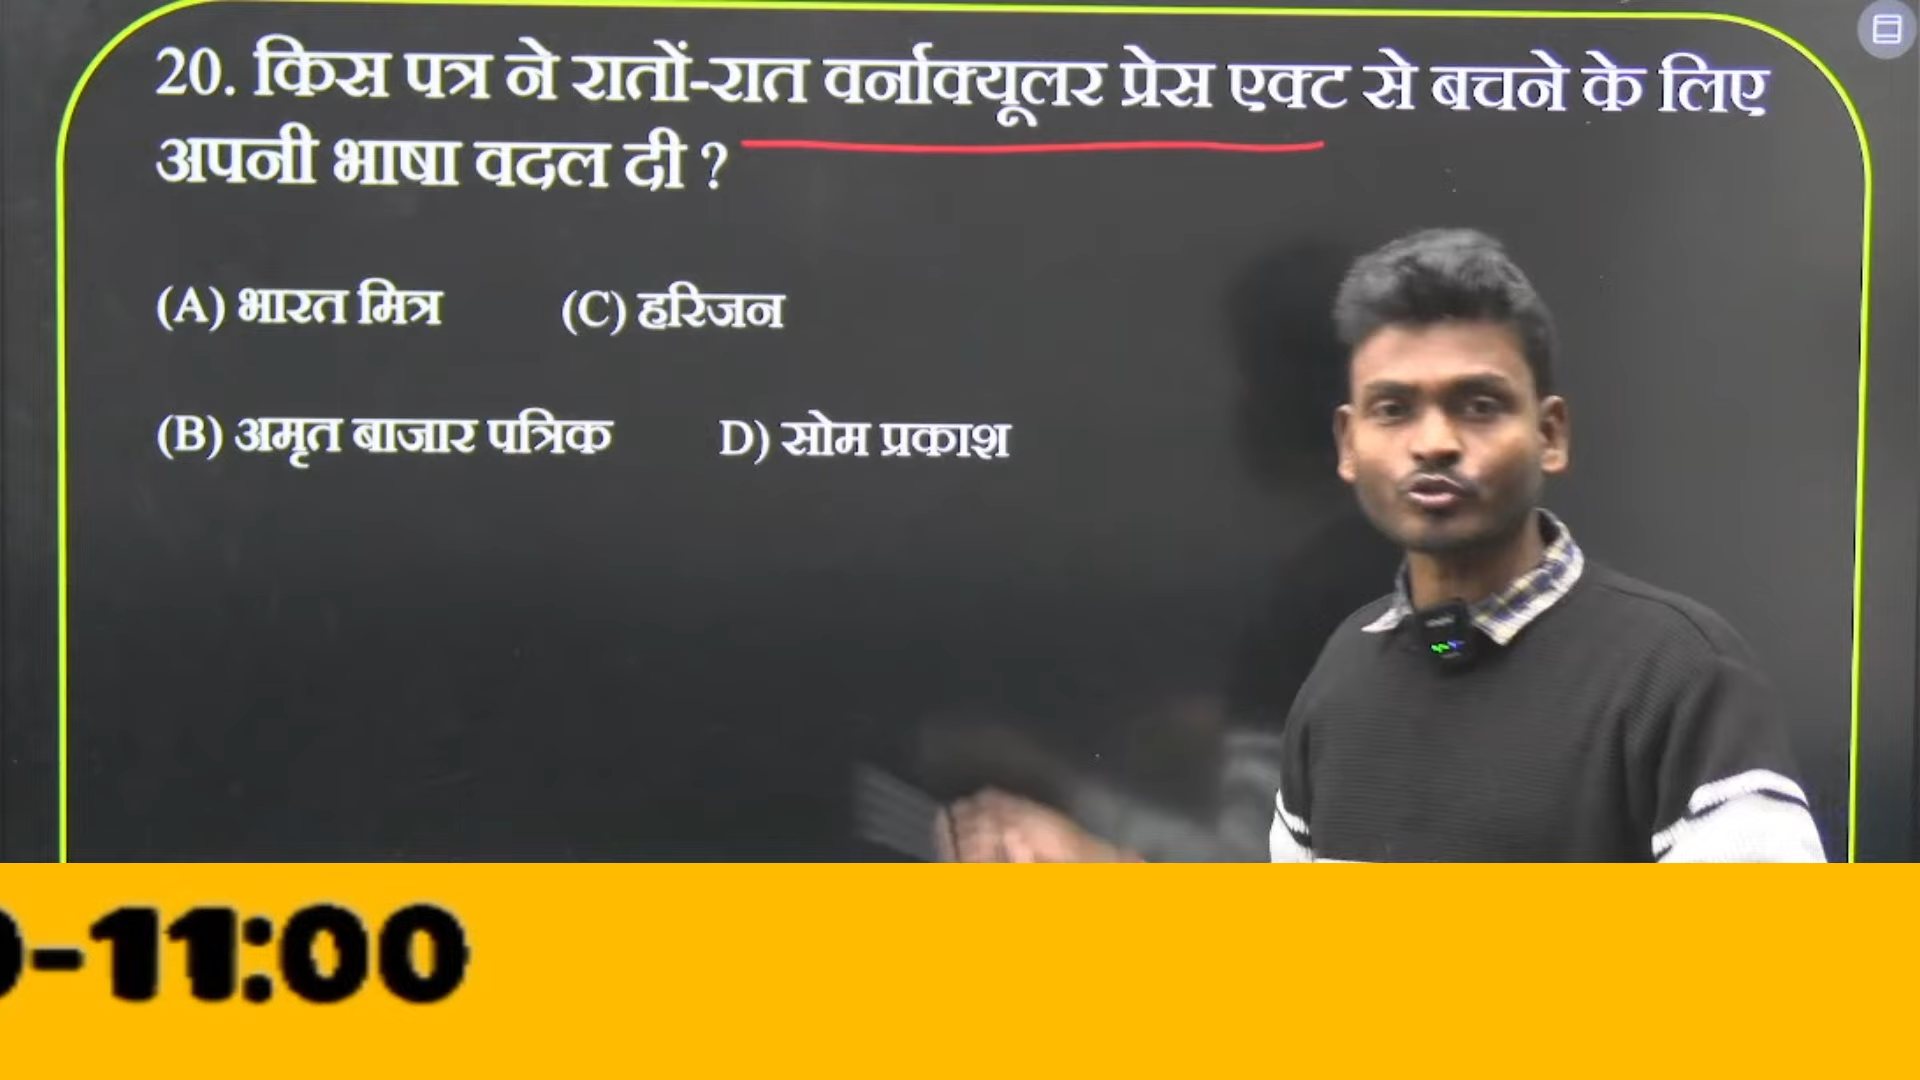 20. किस पत्र ने रातों-रात वर्नाक्यूलर प्रेस एक्ट से बचने के लिए
अपनी भाषा वदल दी ?
(A) भारत मित्र (C) हरिजन
(B) अमृत बाजार पत्रिक D) सोम प्रकाश
-11:00